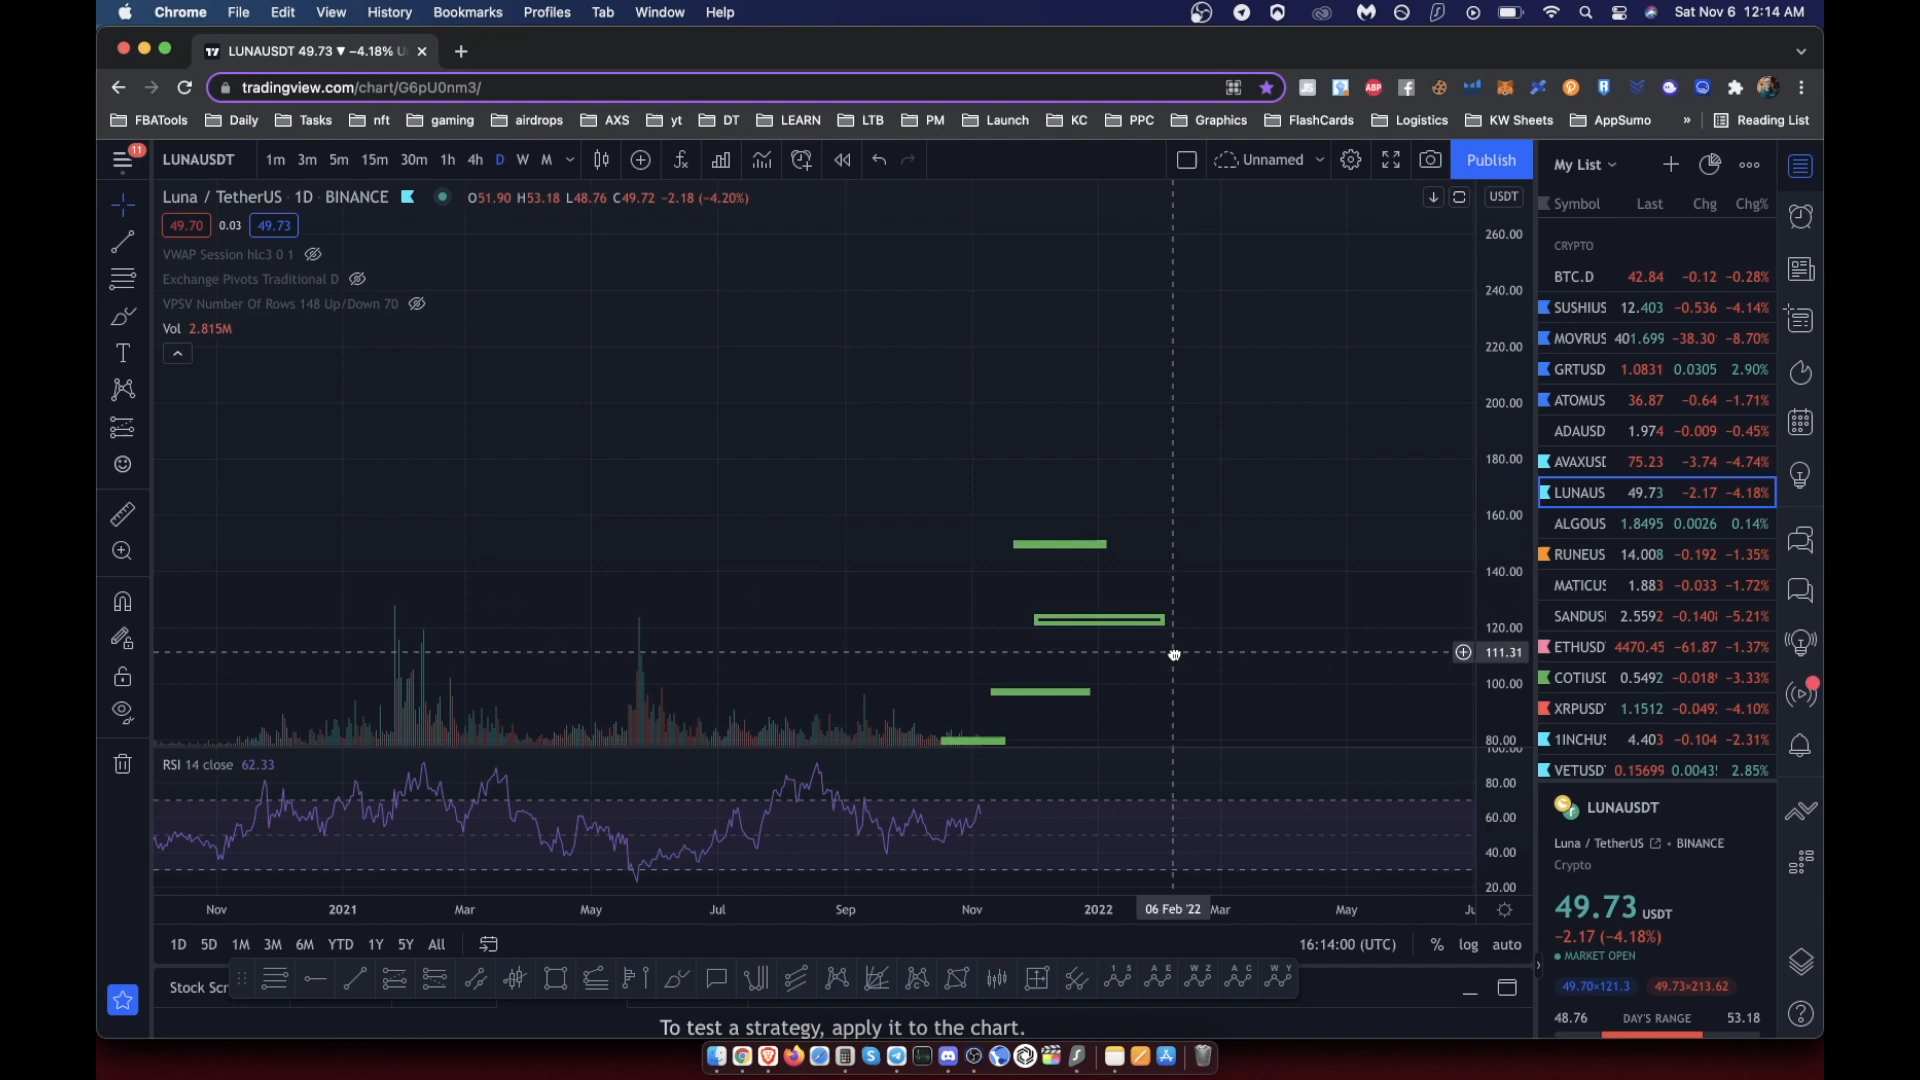 Chrome File Edit View History Bookmarks Profiles Tab Window Help Sat Nov 6 12:14 AM
LUNAUSDT 49.73 ▼ −4.18% U
tradingview.com/chart/G6pU0nm3/
FBATools Daily Tasks nft gaming airdrops AXS yt DT LEARN LTB PM Launch KC PPC Graphics FlashCards Logistics KW Sheets AppSumo » Reading List
11
LUNAUSDT 1m 3m 5m 15m 30m 1h 4h D W M Unnamed Publish
My List
Luna / TetherUS · 1D · BINANCE O51.90 H53.18 L48.76 C49.72 −2.18 (−4.20%)
USDT
49.70 0.03 49.73
VWAP Session hlc3 0 1
Exchange Pivots Traditional D
VPSV Number Of Rows 148 Up/Down 70
Vol 2.815M
260.00
240.00
220.00
200.00
180.00
160.00
140.00
120.00
111.31
100.00
80.00
RSI 14 close 62.33
80.00
60.00
40.00
20.00
Nov 2021 Mar May Jul Sep Nov 2022 06 Feb '22 Mar May
1D 5D 1M 3M 6M YTD 1Y 5Y All 16:14:00 (UTC) % log auto
Stock Scr
To test a strategy, apply it to the chart.
Symbol Last Chg Chg%
CRYPTO
BTC.D 42.84 −0.12 −0.28%
SUSHIUS 12.403 −0.536 −4.14%
MOVRUS 401.699 −38.30 −8.70%
GRTUSD 1.0831 0.0305 2.90%
ATOMUS 36.87 −0.64 −1.71%
ADAUSD 1.974 −0.009 −0.45%
AVAXUSD 75.23 −3.74 −4.74%
LUNAUS 49.73 −2.17 −4.18%
ALGOUS 1.8495 0.0026 0.14%
RUNEUS 14.008 −0.192 −1.35%
MATICUS 1.883 −0.033 −1.72%
SANDUS 2.5592 −0.140 −5.21%
ETHUSD 4470.45 −61.87 −1.37%
COTIUS 0.5492 −0.018 −3.33%
XRPUSD 1.1512 −0.049 −4.10%
1INCHUS 4.403 −0.104 −2.31%
VETUSD 0.15699 0.0043 2.85%
LUNAUSDT
Luna / TetherUS • BINANCE
Crypto
49.73 USDT
−2.17 (−4.18%)
MARKET OPEN
49.70×121.3 49.73×213.62
48.76 DAY'S RANGE 53.18